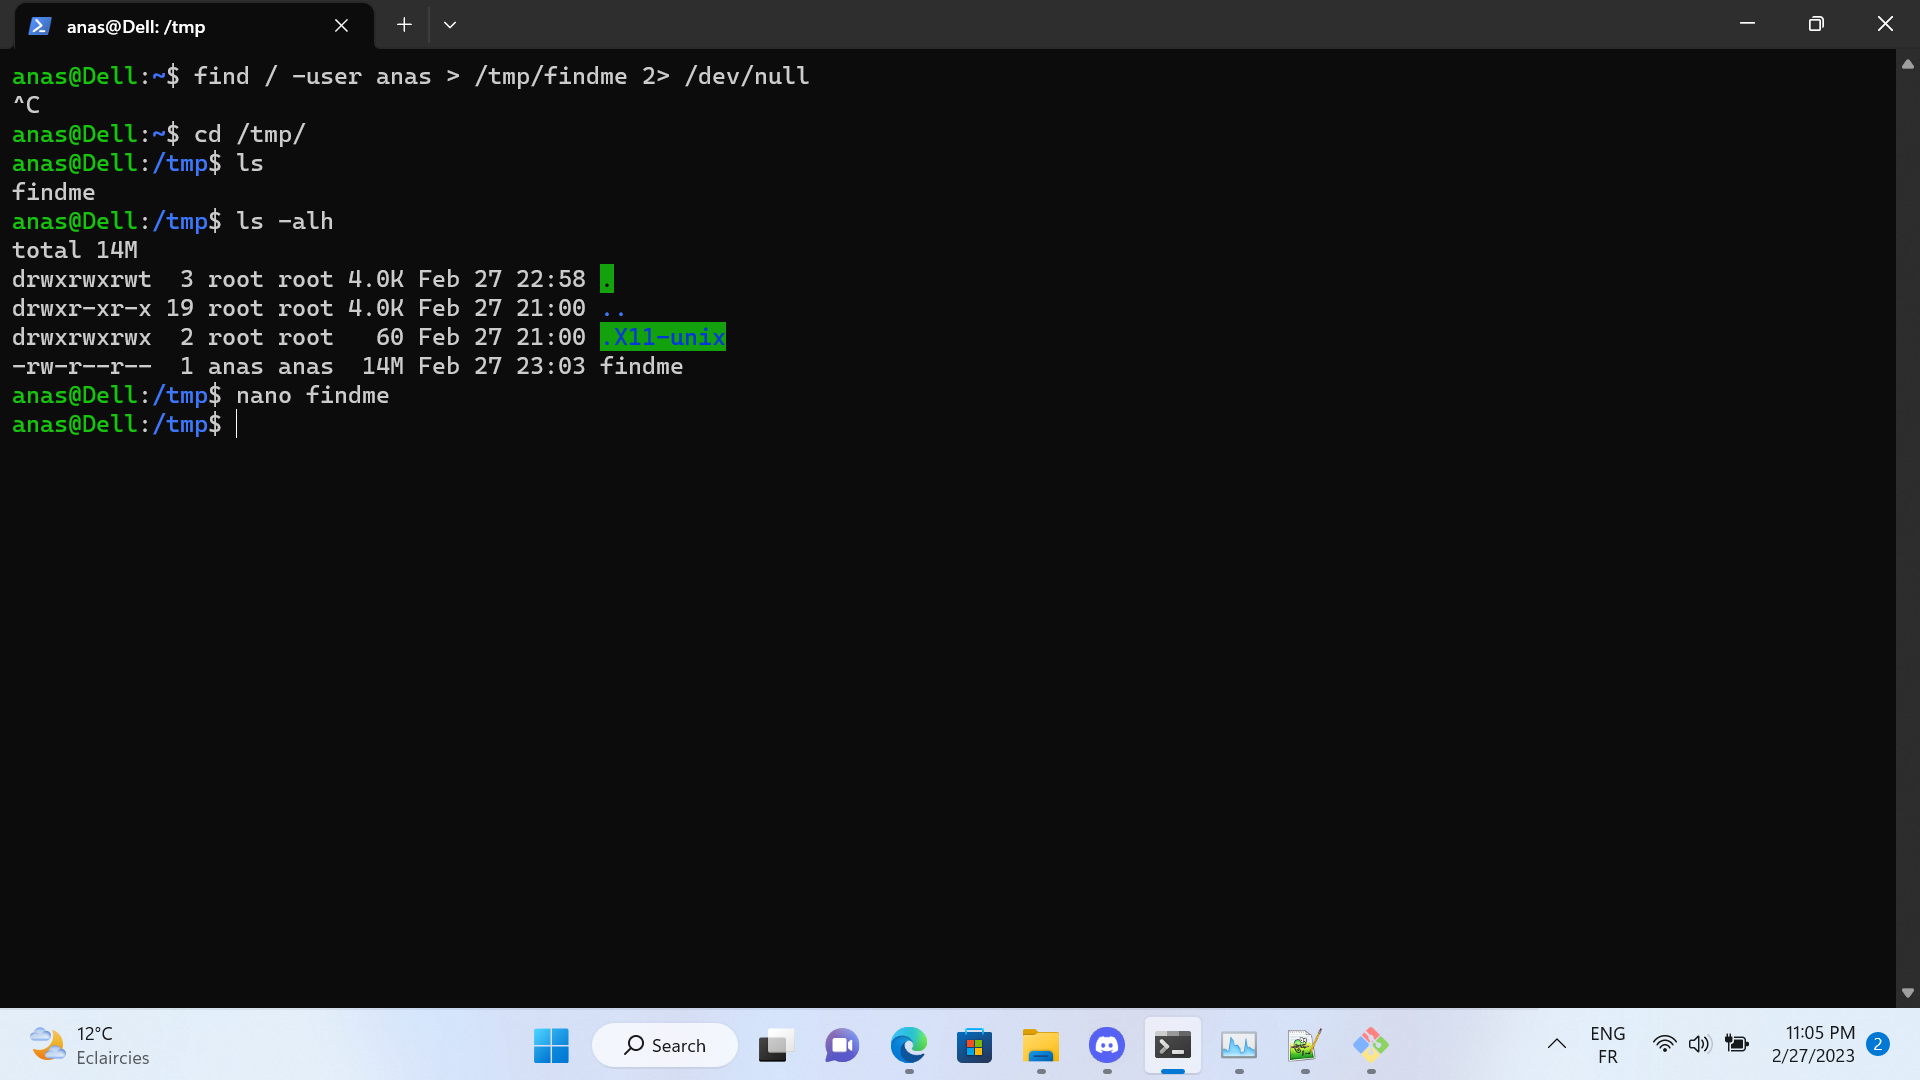 anas@Dell: /tmp
anas@Dell:~$ find / -user anas > /tmp/findme 2> /dev/null
^C
anas@Dell:~$ cd /tmp/
anas@Dell:/tmp$ ls
findme
anas@Dell:/tmp$ ls -alh
total 14M
drwxrwxrwt  3 root root 4.0K Feb 27 22:58 .
drwxr-xr-x 19 root root 4.0K Feb 27 21:00 ..
drwxrwxrwx  2 root root   60 Feb 27 21:00 .X11-unix
-rw-r--r--  1 anas anas  14M Feb 27 23:03 findme
anas@Dell:/tmp$ nano findme
anas@Dell:/tmp$
12°C
Eclaircies
Search
ENG
FR
11:05 PM
2/27/2023
2